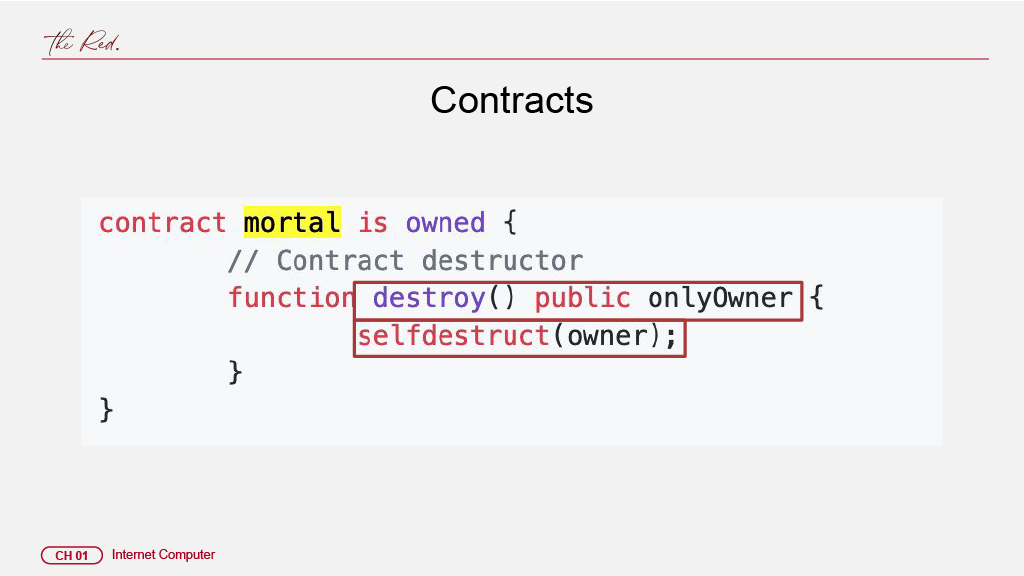 The Red.
Contracts
contract mortal is owned {
        // Contract destructor
        function destroy() public onlyOwner {
                selfdestruct(owner);
        }
}
CH 01 Internet Computer